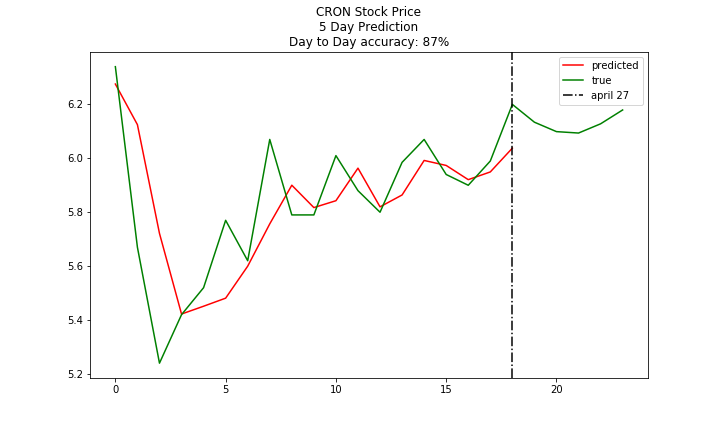 CRON Stock Price
5 Day Prediction
Day to Day accuracy: 87%
predicted
true
april 27
6.2
6.0
5.8
5.6
5.4
5.2
0 5 10 15 20